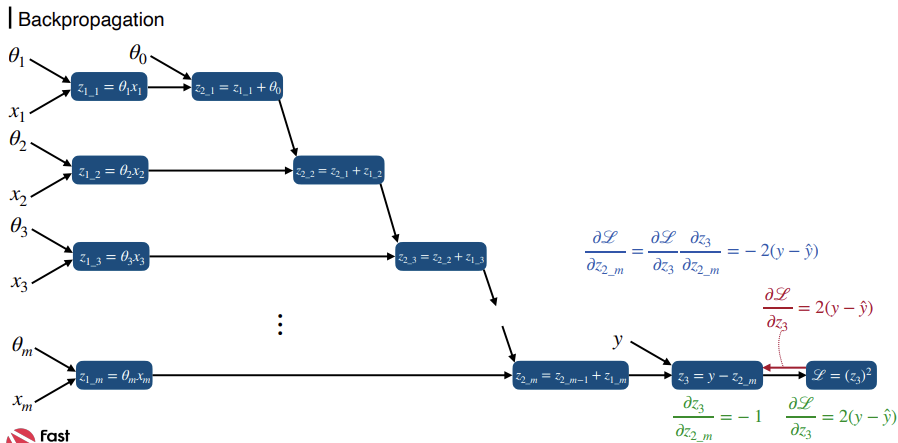 Backpropagation
θ₁
θ₀
z₁_₁ = θ₁x₁
z₂_₁ = z₁_₁ + θ₀
x₁
θ₂
z₁_₂ = θ₂x₂
z₂_₂ = z₂_₁ + z₁_₂
x₂
θ₃
z₁_₃ = θ₃x₃
z₂_₃ = z₂_₂ + z₁_₃
x₃
∂ℒ/∂z₂_m = ∂ℒ/∂z₃ ∂z₃/∂z₂_m = − 2(y − ŷ)
∂ℒ/∂z₃ = 2(y − ŷ)
⋮
θₘ
y
z₁_m = θₘxₘ
z₂_m = z₂_m−1 + z₁_m
z₃ = y − z₂_m
ℒ = (z₃)²
xₘ
∂z₃/∂z₂_m = − 1
∂ℒ/∂z₃ = 2(y − ŷ)
Fast